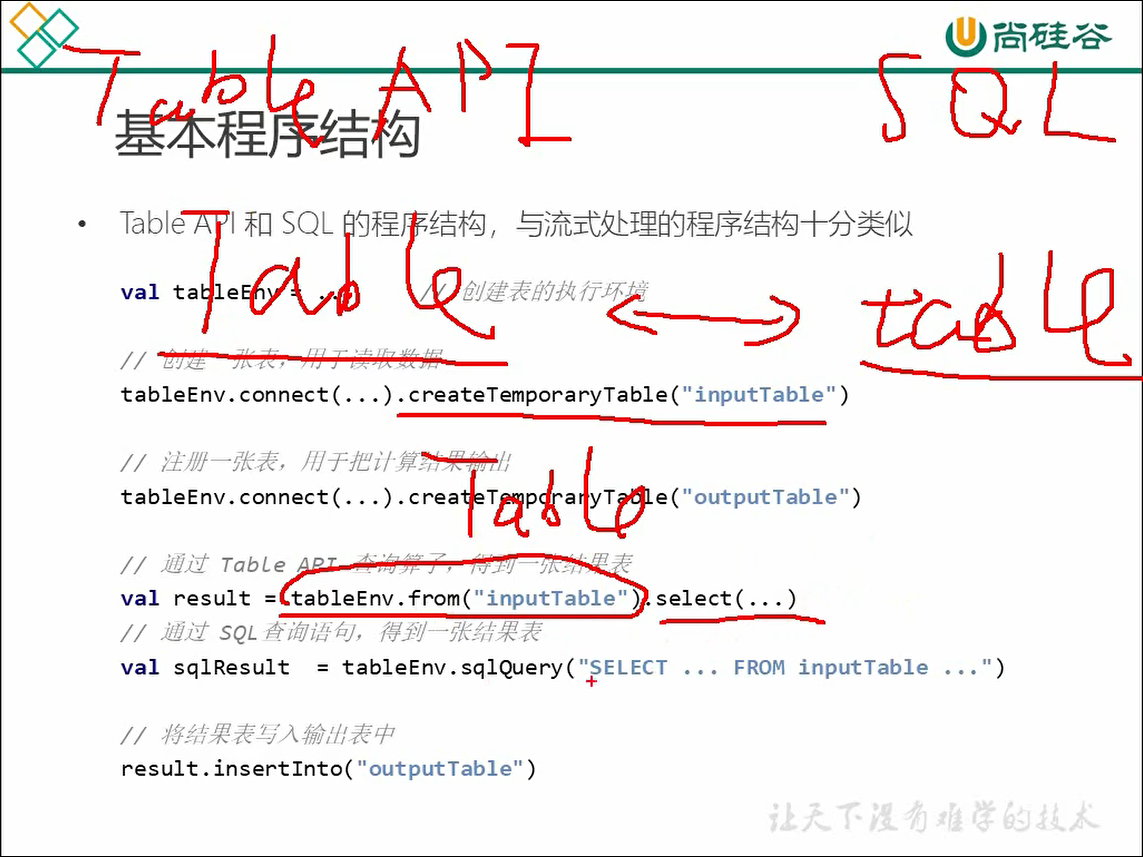 尚硅谷
Table API SQL
基本程序结构
• Table API 和 SQL 的程序结构，与流式处理的程序结构十分类似
Table table
val tableEnv = ... // 创建表的执行环境
// 创建一张表，用于读取数据
tableEnv.connect(...).createTemporaryTable("inputTable")
// 注册一张表，用于把计算结果输出
tableEnv.connect(...).createTemporaryTable("outputTable")
Table
// 通过 Table API 查询算子，得到一张结果表
val result = tableEnv.from("inputTable").select(...)
// 通过 SQL查询语句，得到一张结果表
val sqlResult = tableEnv.sqlQuery("SELECT ... FROM inputTable ...")
// 将结果表写入输出表中
result.insertInto("outputTable")
让天下没有难学的技术